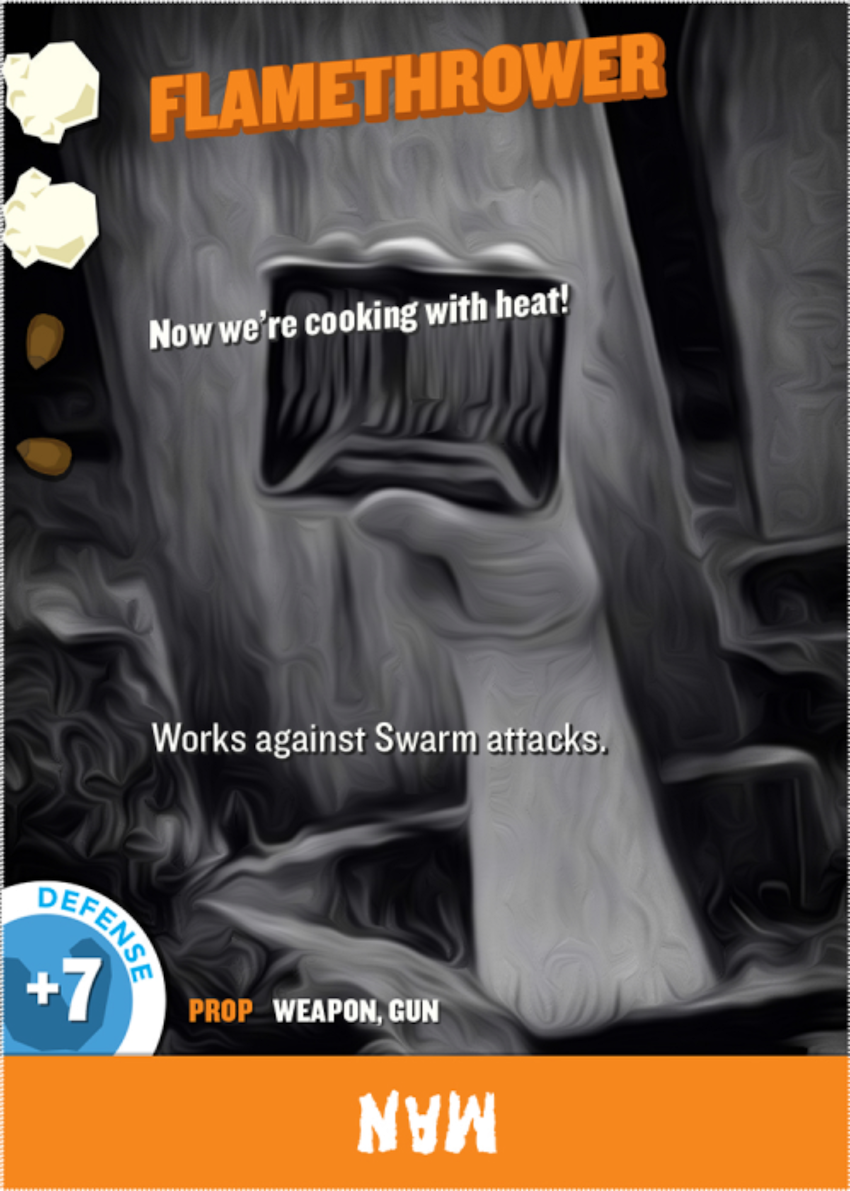 FLAMETHROWER
Now we're cooking with heat!
Works against Swarm attacks.
DEFENSE
+7
PROP WEAPON, GUN
MAN